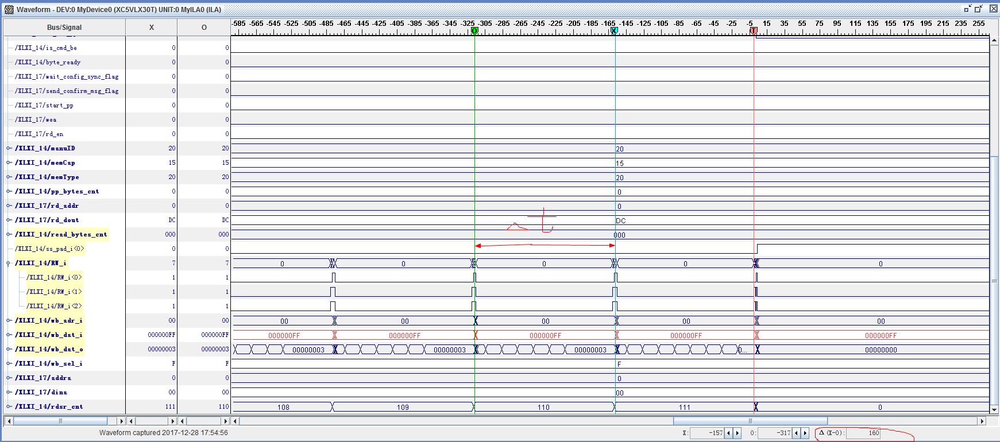 Waveform - DEV:0 MyDevice0 (XC5VLX30T) UNIT:0 MyILA0 (ILA)
Bus/Signal X O -585 -565 -545 -525 -505 -485 -465 -445 -425 -405 -385 -365 -345 -325 -305 -285 -265 -245 -225 -205 -185 -165 -145 -125 -105 -85 -65 -45 -25 -5 15 35 55 75 95 115 135 155 175 195 215 235 255
O X T
/XLXI_14/is_cmd_be 0 0
/XLXI_14/byte_ready 0 0
/XLXI_17/wait_config_sync_flag 0 0
/XLXI_17/send_confirm_msg_flag 0 0
/XLXI_17/start_pp 0 0
/XLXI_17/wea 0 0
/XLXI_17/rd_en 0 0
/XLXI_14/manuID 20 20 20
/XLXI_14/memCap 15 15 15
/XLXI_14/memType 20 20 20
/XLXI_14/pp_bytes_cnt 0 0 0
/XLXI_17/rd_addr 0 0 0
/XLXI_17/rd_dout DC DC DC
△t
/XLXI_14/read_bytes_cnt 000 000 000
/XLXI_14/ss_pad_i<0> 0 0
/XLXI_14/RW_i 7 7 0 0 0 0 0
/XLXI_14/RW_i<0> 1 1
/XLXI_14/RW_i<1> 1 1
/XLXI_14/RW_i<2> 1 1
/XLXI_14/wb_adr_i 00 00 00 00 00 00 00
/XLXI_14/wb_dat_i 000000FF 000000FF 000000FF 000000FF 000000FF 000000FF 000000FF
/XLXI_14/wb_dat_o 00000003 00000003 00000003 00000003 00000003 0... 00000000
/XLXI_14/wb_sel_i F F F
/XLXI_17/addra 0 0 0
/XLXI_17/dina 00 00 00
/XLXI_14/rdsr_cnt 111 110 108 109 110 111 0
Waveform captured 2017-12-28 17:54:56 X: -157 O: -317 Δ (X-O): 160